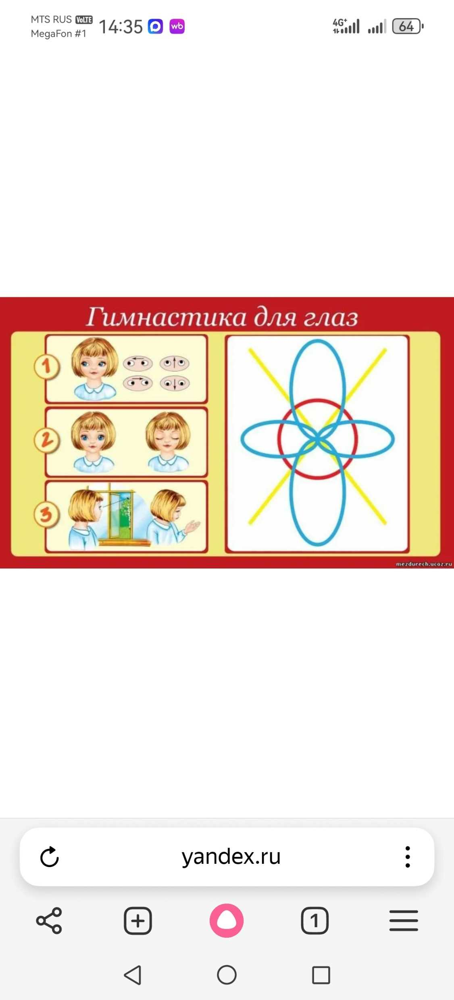 MTS RUS VoLTE
MegaFon #1
14:35
wb
4G+
64
Гимнастика для глаз
1
2
3
mezdurech.ucoz.ru
yandex.ru
1